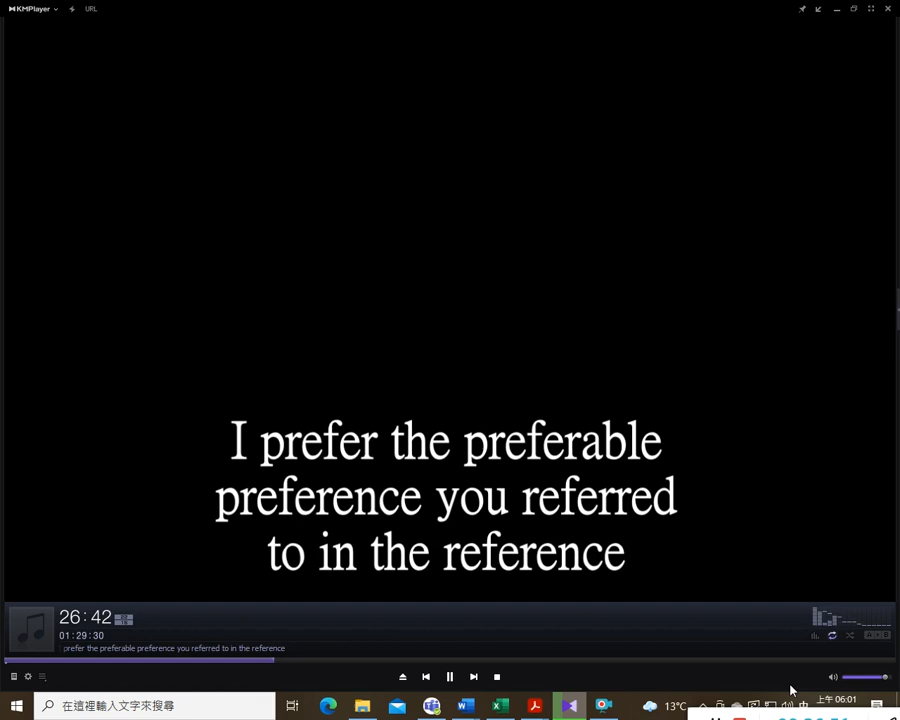 KMPlayer
URL
I prefer the preferable
preference you referred
to in the reference
26:42
01:29:30
prefer the preferable preference you referred to in the reference
在這裡輸入文字來搜尋
13°C
中
上午 06:01